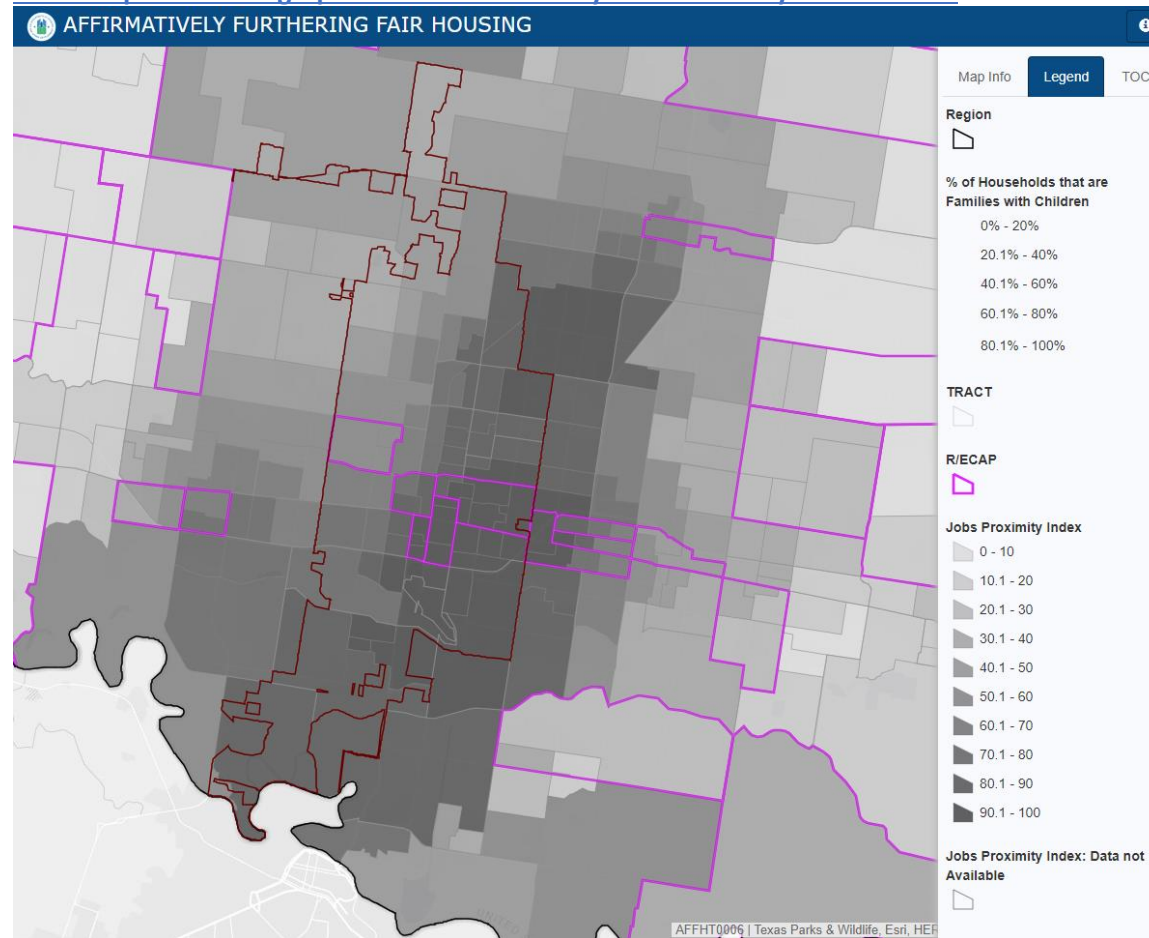 AFFIRMATIVELY FURTHERING FAIR HOUSING
Map Info
Legend
TOC
Region
% of Households that are
Families with Children
0% - 20%
20.1% - 40%
40.1% - 60%
60.1% - 80%
80.1% - 100%
TRACT
R/ECAP
Jobs Proximity Index
0 - 10
10.1 - 20
20.1 - 30
30.1 - 40
40.1 - 50
50.1 - 60
60.1 - 70
70.1 - 80
80.1 - 90
90.1 - 100
Jobs Proximity Index: Data not
Available
AFFHT0006 | Texas Parks & Wildlife, Esri, HER